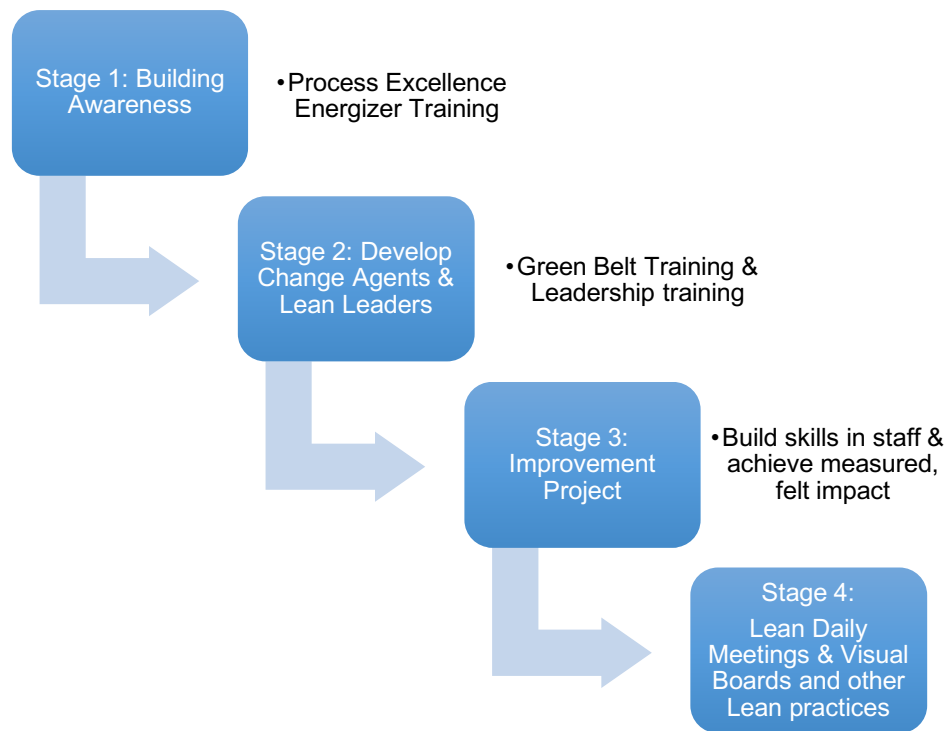 Stage 1: Building
Awareness
•Process Excellence
Energizer Training
Stage 2: Develop
Change Agents &
Lean Leaders
•Green Belt Training &
Leadership training
Stage 3:
Improvement
Project
•Build skills in staff &
achieve measured,
felt impact
Stage 4:
Lean Daily
Meetings & Visual
Boards and other
Lean practices